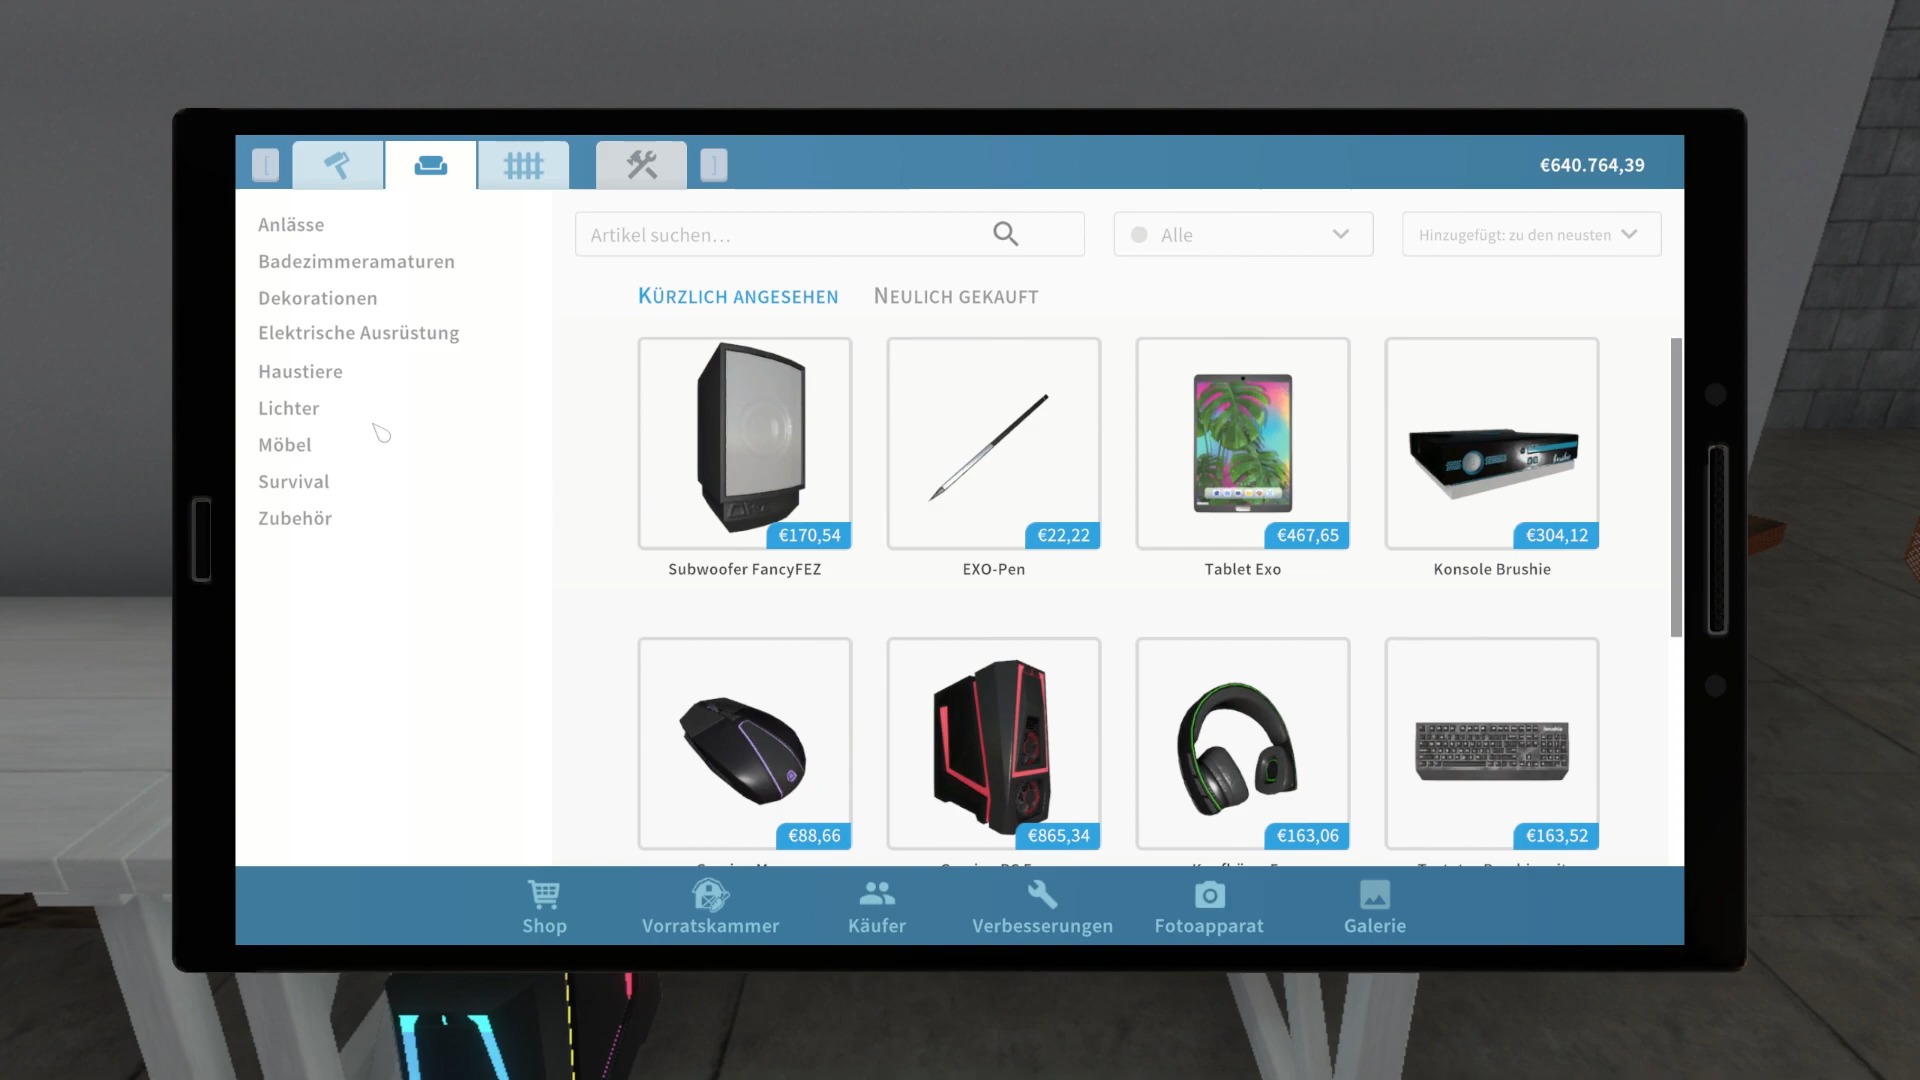 [
]
€640.764,39
Anlässe
Badezimmeramaturen
Dekorationen
Elektrische Ausrüstung
Haustiere
Lichter
Möbel
Survival
Zubehör
Artikel suchen...
Alle
Hinzugefügt: zu den neusten
KÜRZLICH ANGESEHEN
NEULICH GEKAUFT
€170,54
€22,22
€467,65
€304,12
Subwoofer FancyFEZ
EXO-Pen
Tablet Exo
Konsole Brushie
€88,66
€865,34
€163,06
€163,52
Shop
Vorratskammer
Käufer
Verbesserungen
Fotoapparat
Galerie